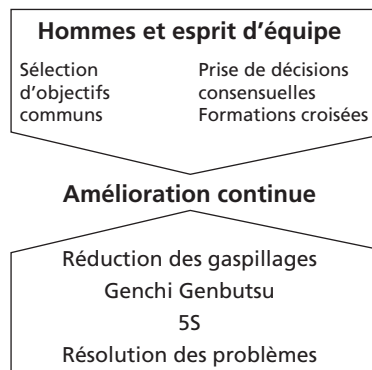 Hommes et esprit d’équipe
Sélection
d’objectifs
communs
Prise de décisions
consensuelles
Formations croisées
Amélioration continue
Réduction des gaspillages
Genchi Genbutsu
5S
Résolution des problèmes